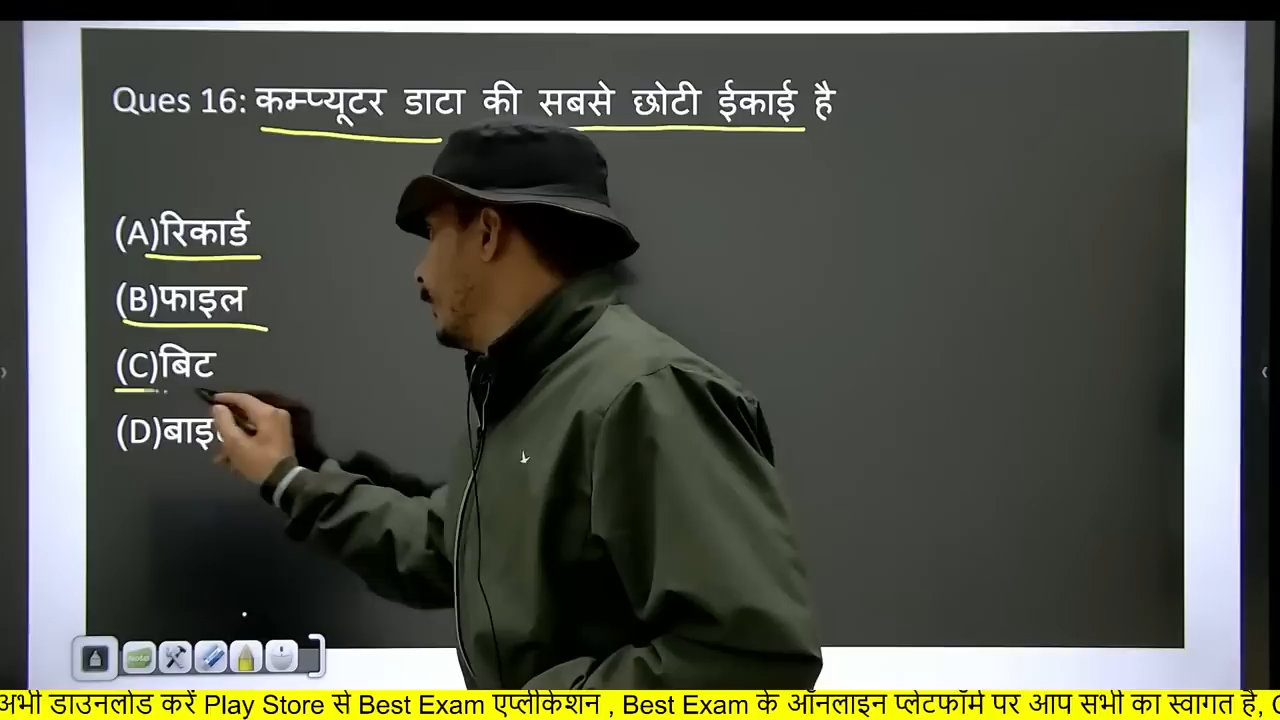 Ques 16: कम्प्यूटर डाटा की सबसे छोटी ईकाई है
(A)रिकार्ड
(B)फाइल
(C)बिट
(D)बाइ
अभी डाउनलोड करें Play Store से Best Exam एप्लीकेशन , Best Exam के ऑनलाइन प्लेटफॉर्म पर आप सभी का स्वागत है,